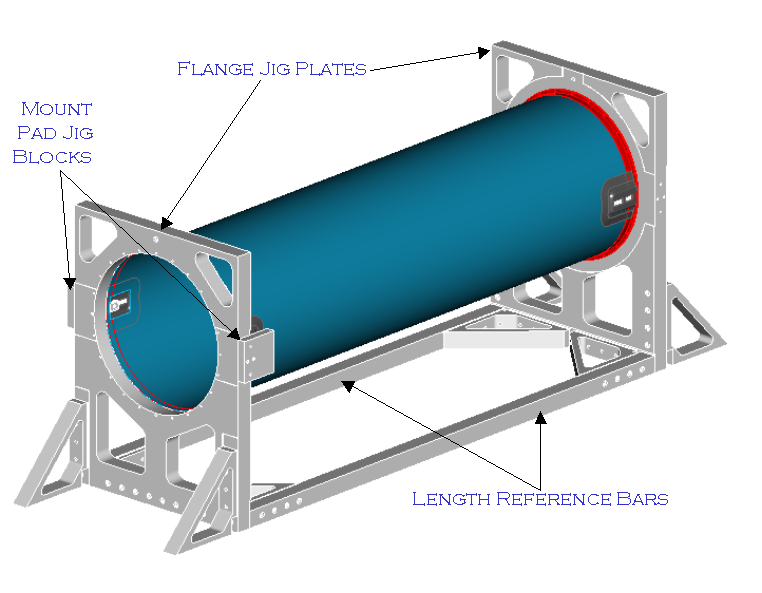 Flange Jig Plates
Mount
Pad Jig
Blocks
Length Reference Bars